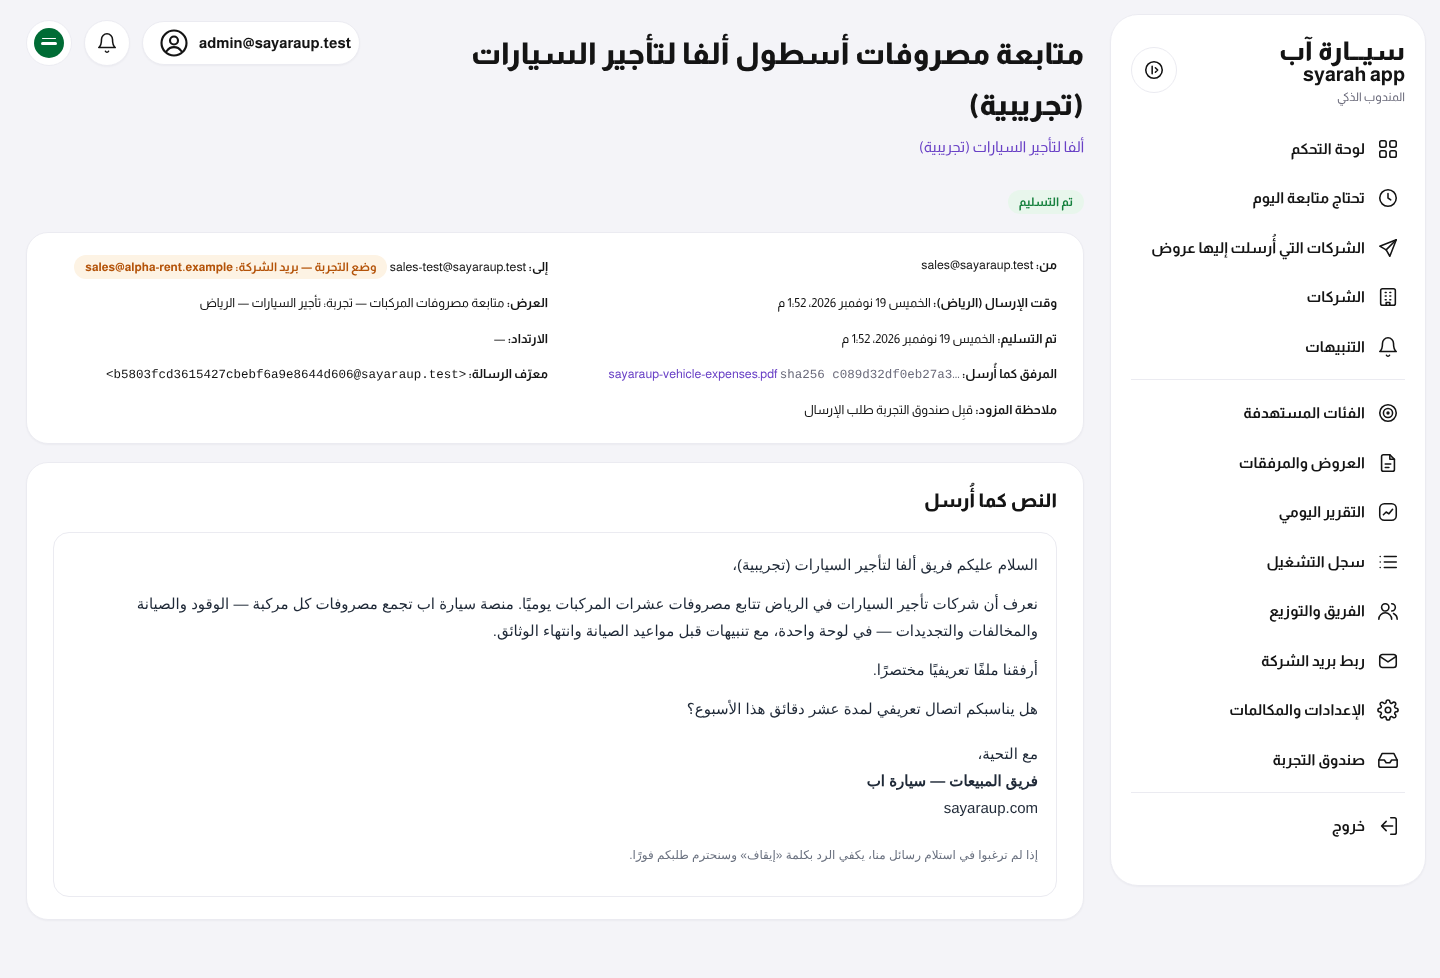 سيـارة آب
syarah app
المندوب الذكي
لوحة التحكم
تحتاج متابعة اليوم
الشركات التي أُرسلت إليها عروض
الشركات
التنبيهات
الفئات المستهدفة
العروض والمرفقات
التقرير اليومي
سجل التشغيل
الفريق والتوزيع
ربط بريد الشركة
الإعدادات والمكالمات
صندوق التجربة
خروج
admin@sayaraup.test
متابعة مصروفات أسطول ألفا لتأجير السيارات
(تجريبية)
ألفا لتأجير السيارات (تجريبية)
تم التسليم
من: sales@sayaraup.test
إلى: sales-test@sayaraup.test وضع التجربة — بريد الشركة: sales@alpha-rent.example
وقت الإرسال (الرياض): الخميس 19 نوفمبر 2026، 1:52 م
العرض: متابعة مصروفات المركبات — تجربة: تأجير السيارات — الرياض
تم التسليم: الخميس 19 نوفمبر 2026، 1:52 م
الارتداد: —
المرفق كما أُرسل: sayaraup-vehicle-expenses.pdf sha256 c089d32df0eb27a3…
معرّف الرسالة: <b5803fcd3615427cbebf6a9e8644d606@sayaraup.test>
ملاحظة المزود: قبِل صندوق التجربة طلب الإرسال
النص كما أُرسل
السلام عليكم فريق ألفا لتأجير السيارات (تجريبية)،
نعرف أن شركات تأجير السيارات في الرياض تتابع مصروفات عشرات المركبات يوميًا. منصة سيارة اب تجمع مصروفات كل مركبة — الوقود والصيانة
والمخالفات والتجديدات — في لوحة واحدة، مع تنبيهات قبل مواعيد الصيانة وانتهاء الوثائق.
أرفقنا ملفًا تعريفيًا مختصرًا.
هل يناسبكم اتصال تعريفي لمدة عشر دقائق هذا الأسبوع؟
مع التحية،
فريق المبيعات — سيارة اب
sayaraup.com
إذا لم ترغبوا في استلام رسائل منا، يكفي الرد بكلمة «إيقاف» وسنحترم طلبكم فورًا.